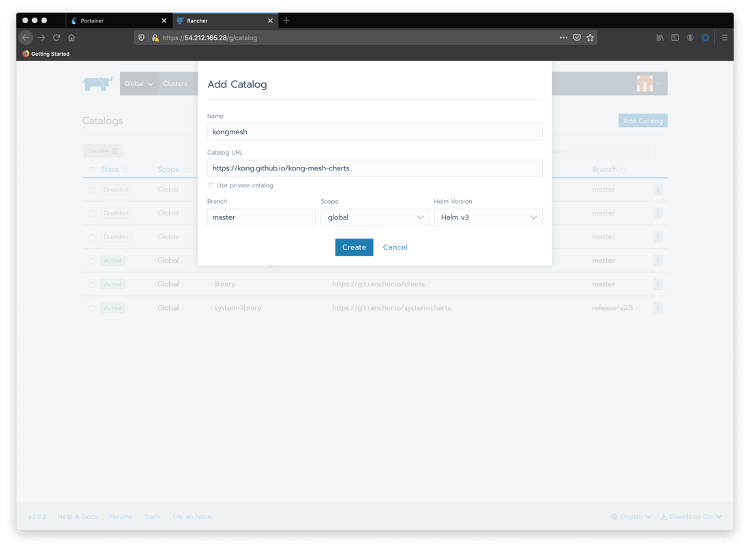 Portainer
Rancher
https://54.212.165.28/g/catalog
Getting Started
Global Clusters
Add Catalog
Catalogs
Add Catalog
Name
kongmesh
Delete
Catalog URL
https://kong.github.io/kong-mesh-charts
State Scope Branch
Use private catalog
Disabled Global master
Branch Scope Helm Version
master global Helm v3
Disabled Global master
Disabled Global master
Create Cancel
Active Global master
Active Global library https://git.rancher.io/charts master
Active Global system-library https://git.rancher.io/system-charts release-v2.5
Help & Docs Forums Slack File an Issue English Download CLI